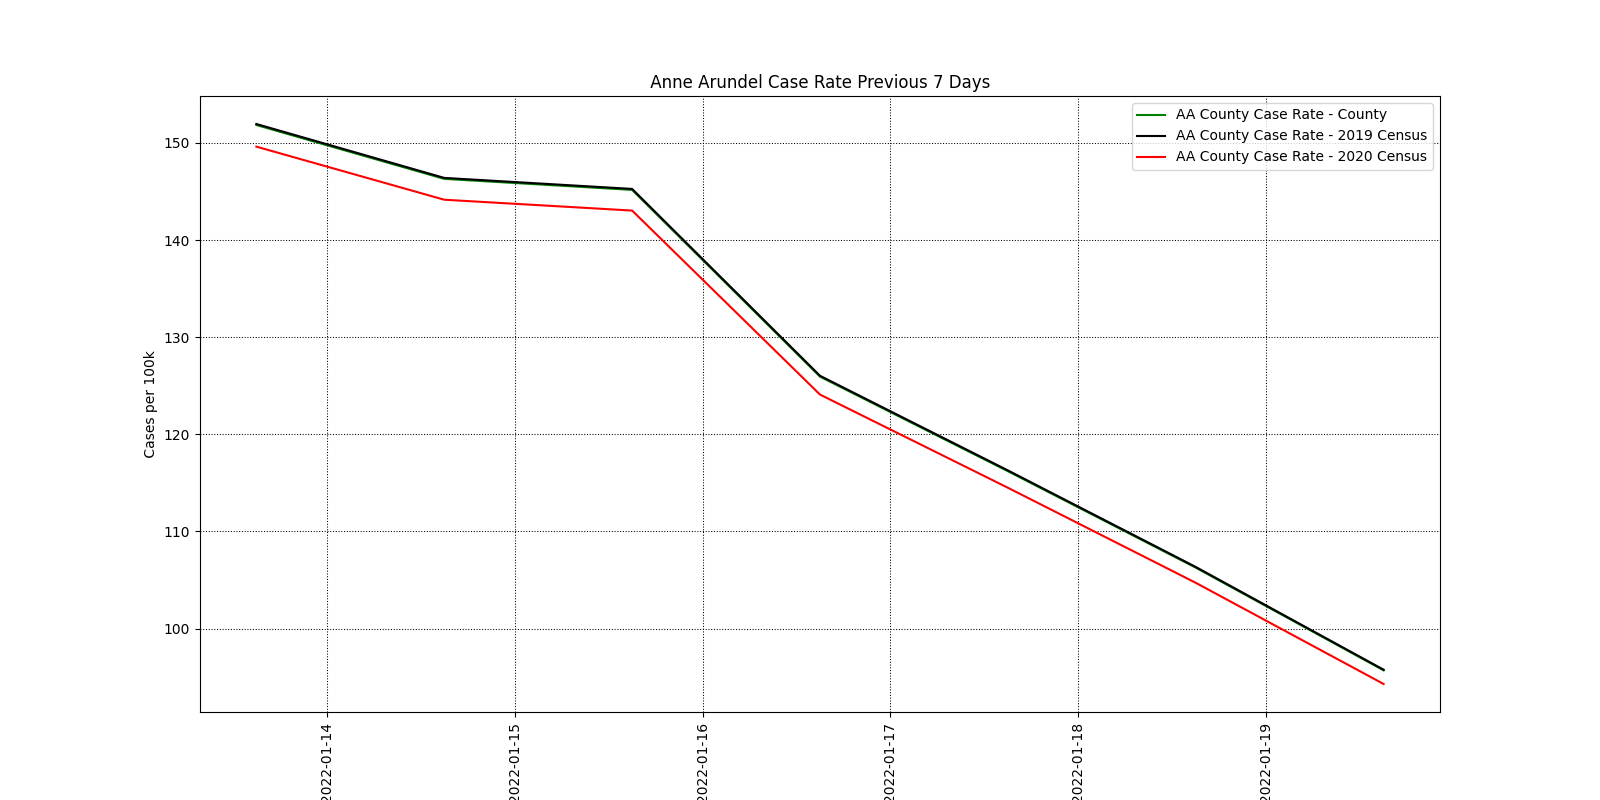 Anne Arundel Case Rate Previous 7 Days
AA County Case Rate - County
AA County Case Rate - 2019 Census
AA County Case Rate - 2020 Census
Cases per 100k
150
140
130
120
110
100
2022-01-14
2022-01-15
2022-01-16
2022-01-17
2022-01-18
2022-01-19